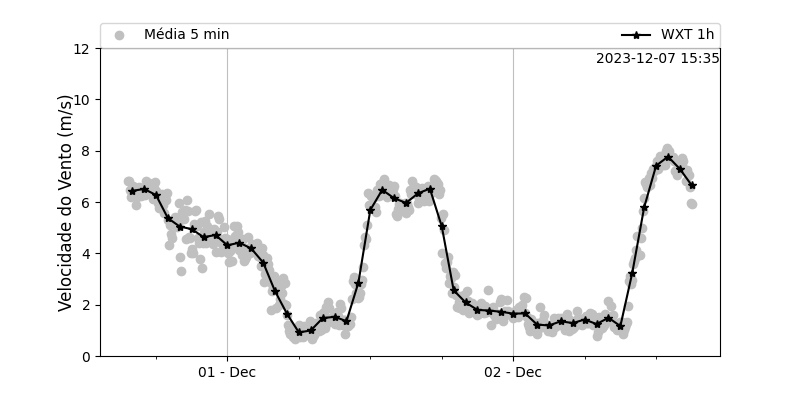 Média 5 min
WXT 1h
2023-12-07 15:35
Velocidade do Vento (m/s)
12
10
8
6
4
2
0
01 - Dec
02 - Dec